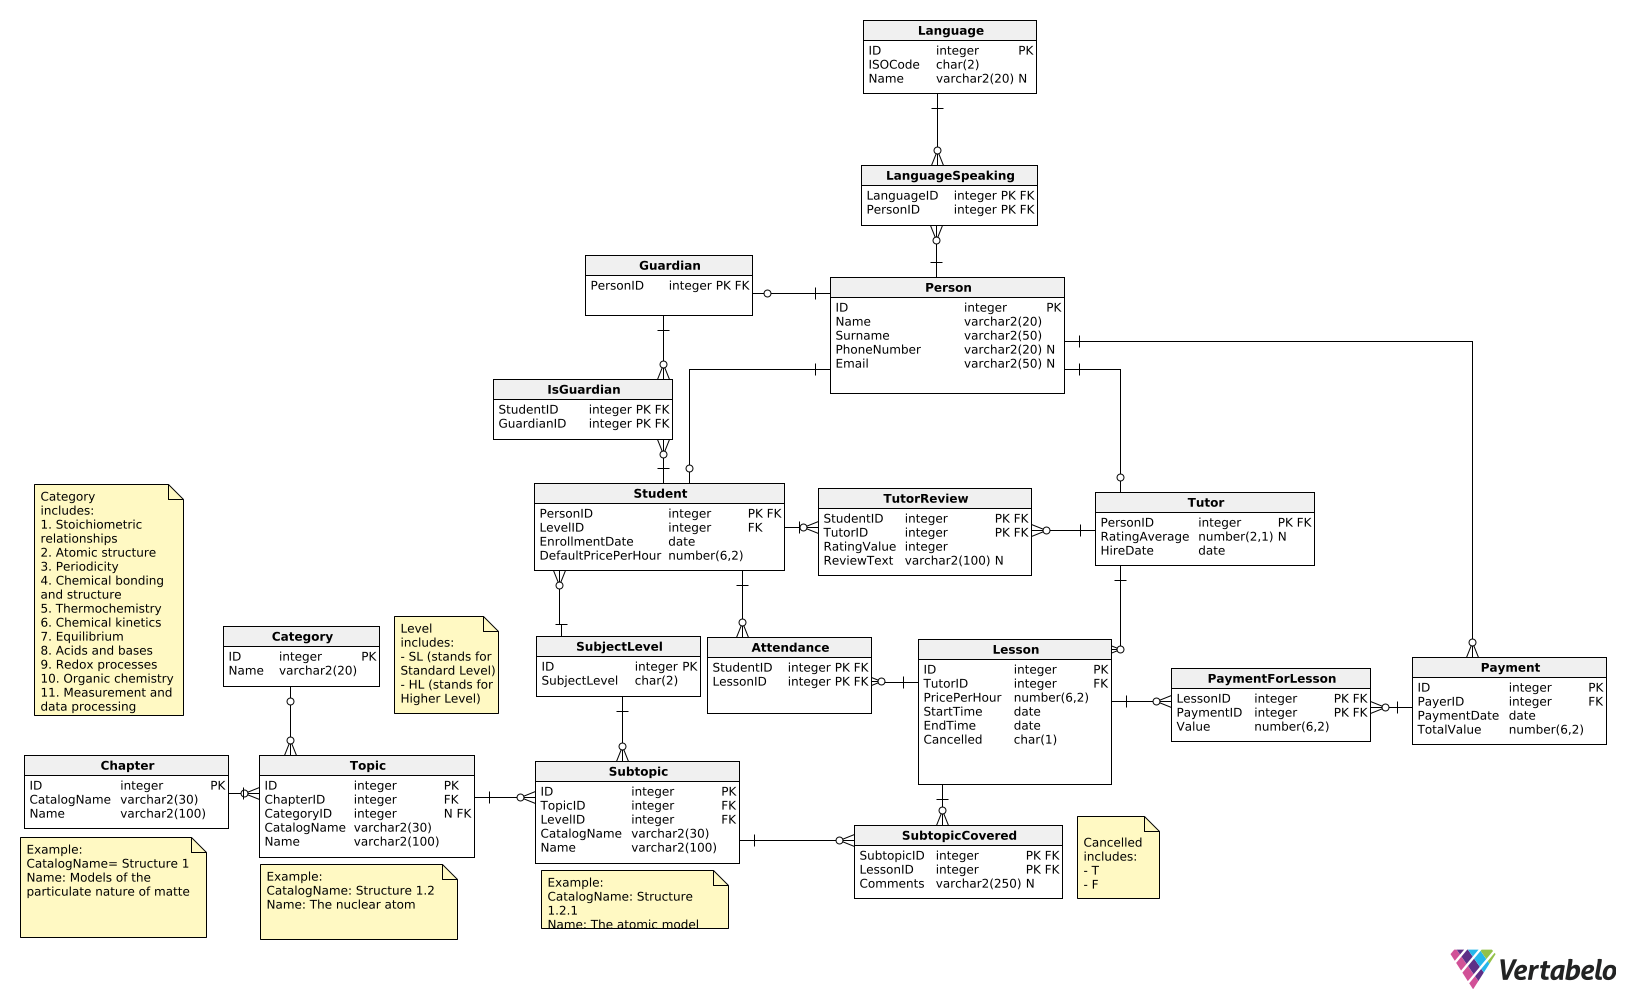 Language
ID integer PK
ISOCode char(2)
Name varchar2(20) N
LanguageSpeaking
LanguageID integer PK FK
PersonID integer PK FK
Guardian
PersonID integer PK FK
Person
ID integer PK
Name varchar2(20)
Surname varchar2(50)
PhoneNumber varchar2(20) N
Email varchar2(50) N
IsGuardian
StudentID integer PK FK
GuardianID integer PK FK
Student
PersonID integer PK FK
LevelID integer FK
EnrollmentDate date
DefaultPricePerHour number(6,2)
TutorReview
StudentID integer PK FK
TutorID integer PK FK
RatingValue integer
ReviewText varchar2(100) N
Tutor
PersonID integer PK FK
RatingAverage number(2,1) N
HireDate date
Category
includes:
1. Stoichiometric
relationships
2. Atomic structure
3. Periodicity
4. Chemical bonding
and structure
5. Thermochemistry
6. Chemical kinetics
7. Equilibrium
8. Acids and bases
9. Redox processes
10. Organic chemistry
11. Measurement and
data processing
Category
ID integer PK
Name varchar2(20)
Level
includes:
- SL (stands for
Standard Level)
- HL (stands for
Higher Level)
SubjectLevel
ID integer PK
SubjectLevel char(2)
Attendance
StudentID integer PK FK
LessonID integer PK FK
Lesson
ID integer PK
TutorID integer FK
PricePerHour number(6,2)
StartTime date
EndTime date
Cancelled char(1)
PaymentForLesson
LessonID integer PK FK
PaymentID integer PK FK
Value number(6,2)
Payment
ID integer PK
PayerID integer FK
PaymentDate date
TotalValue number(6,2)
Chapter
ID integer PK
CatalogName varchar2(30)
Name varchar2(100)
Topic
ID integer PK
ChapterID integer FK
CategoryID integer N FK
CatalogName varchar2(30)
Name varchar2(100)
Subtopic
ID integer PK
TopicID integer FK
LevelID integer FK
CatalogName varchar2(30)
Name varchar2(100)
SubtopicCovered
SubtopicID integer PK FK
LessonID integer PK FK
Comments varchar2(250) N
Cancelled
includes:
- T
- F
Example:
CatalogName= Structure 1
Name: Models of the
particulate nature of matte
Example:
CatalogName: Structure 1.2
Name: The nuclear atom
Example:
CatalogName: Structure
1.2.1
Name: The atomic model
Vertabelo